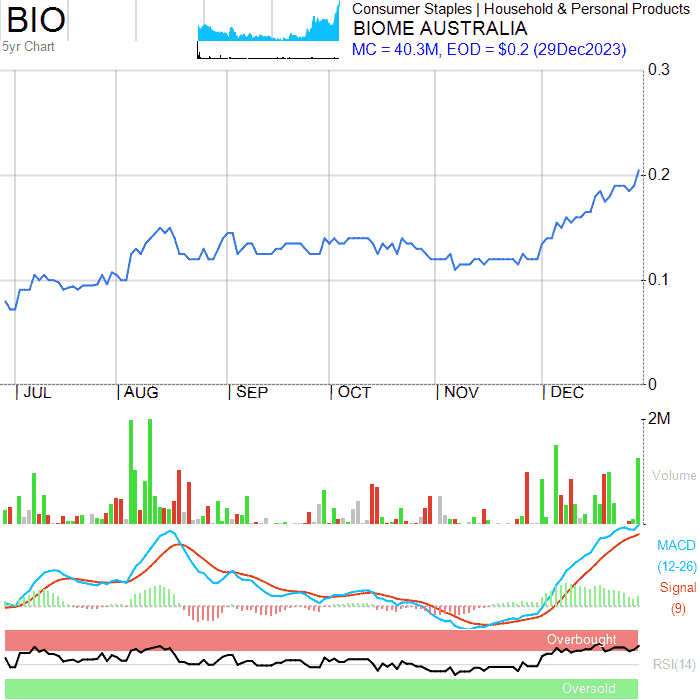 BIO
5yr Chart
Consumer Staples | Household & Personal Products
BIOME AUSTRALIA
MC = 40.3M, EOD = $0.2 (29Dec2023)
0.3
0.2
0.1
0
JUL
AUG
SEP
OCT
NOV
DEC
2M
Volume
MACD
(12-26)
Signal
(9)
Overbought
RSI(14)
Oversold